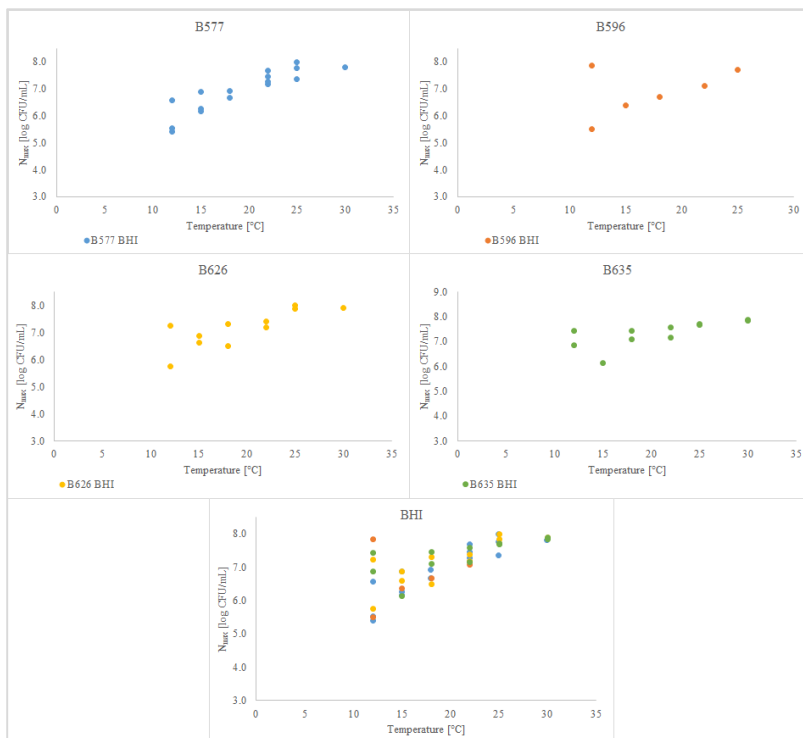 B577
8.0
7.0
6.0
5.0
4.0
3.0
Nmax [log CFU/mL]
0 5 10 15 20 25 30 35
Temperature [°C]
B577 BHI
B596
8.0
7.0
6.0
5.0
4.0
3.0
Nmax [log CFU/mL]
0 5 10 15 20 25 30 35
Temperature [°C]
B596 BHI
B626
8.0
7.0
6.0
5.0
4.0
3.0
Nmax [log CFU/mL]
0 5 10 15 20 25 30 35
Temperature [°C]
B626 BHI
B635
9.0
8.0
7.0
6.0
5.0
4.0
3.0
Nmax [log CFU/mL]
0 5 10 15 20 25 30 35
Temperature [°C]
B635 BHI
BHI
8.0
7.0
6.0
5.0
4.0
3.0
Nmax [log CFU/mL]
0 5 10 15 20 25 30 35
Temperature [°C]